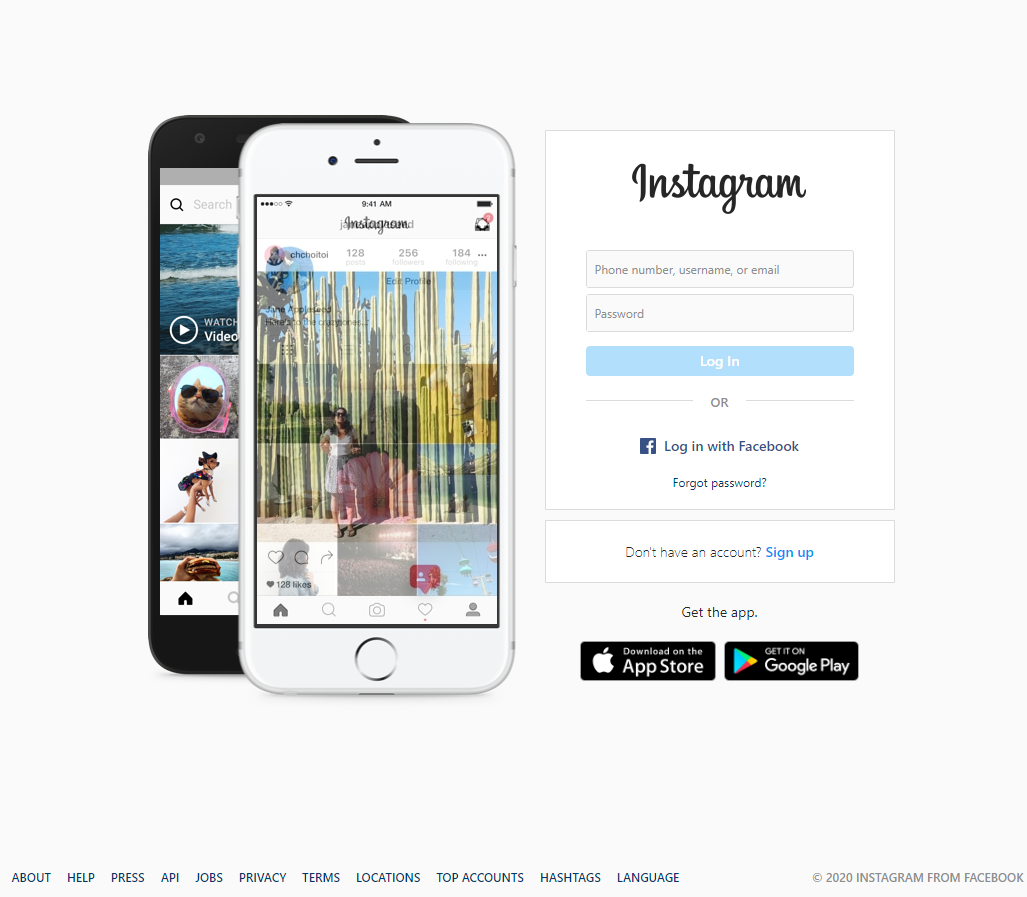 Search
WATCH
Video
9:41 AM
Instagram
chchoitoi
128
256
184
posts
followers
following
Edit Profile
Jane Appleseed
128 likes
Instagram
Phone number, username, or email
Password
Log In
OR
Log in with Facebook
Forgot password?
Don't have an account? Sign up
Get the app.
Download on the
App Store
GET IT ON
Google Play
ABOUT HELP PRESS API JOBS PRIVACY TERMS LOCATIONS TOP ACCOUNTS HASHTAGS LANGUAGE
© 2020 INSTAGRAM FROM FACEBOOK